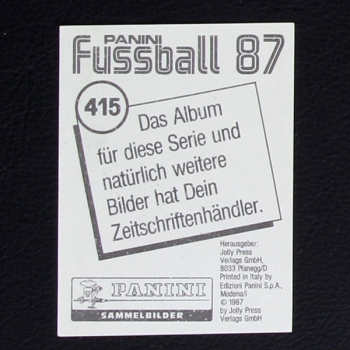 PANINI
Fussball 87
415
Das Album
für diese Serie und
natürlich weitere
Bilder hat Dein
Zeitschriftenhändler.
Herausgeber:
Jolly Press
Verlags GmbH,
8033 Planegg/D
Printed in Italy by
Edizioni Panini S.p.A.,
Modena/I
© 1987
by Jolly Press
Verlags GmbH
PANINI
SAMMELBILDER